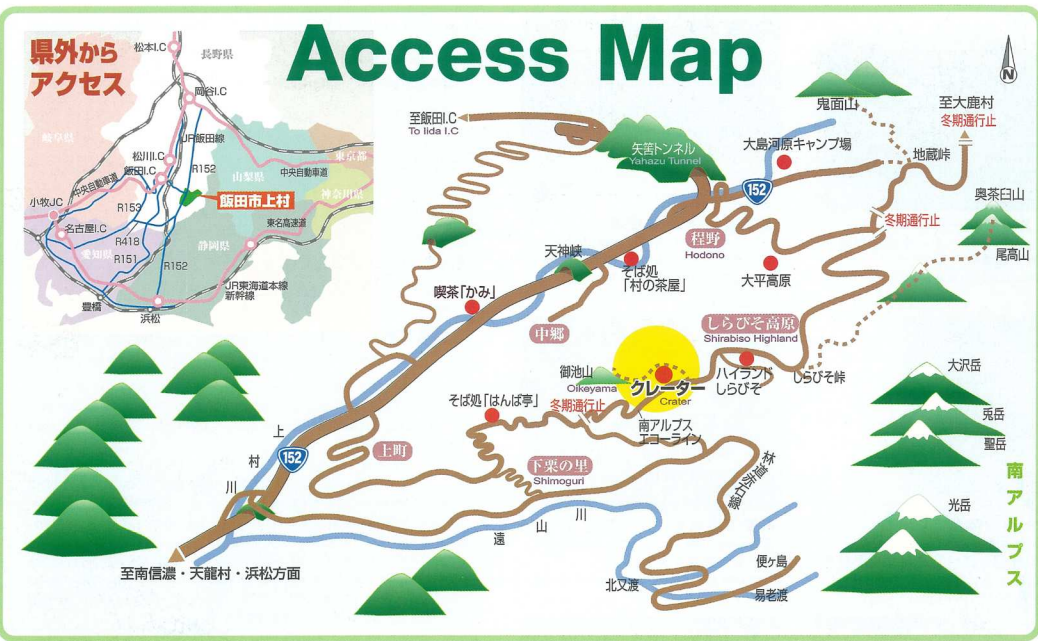 Access Map
県外から
アクセス
松本I.C
長野県
岡谷I.C
JR飯田線
岐阜県
松川I.C
飯田I.C
R152
中央自動車道
山梨県
東京都
中央自動車道
神奈川県
飯田市上村
小牧JC
R153
名古屋I.C
東名高速道
静岡県
R418
愛知県
R151
R152
JR東海道本線
新幹線
豊橋
浜松
N
至飯田I.C
To Iida I.C
矢筈トンネル
Yahazu Tunnel
鬼面山
至大鹿村
冬期通行止
大島河原キャンプ場
地蔵峠
152
奥茶臼山
冬期通行止
尾高山
程野
Hodono
天神峡
そば処
「村の茶屋」
大平高原
喫茶「かみ」
中郷
しらびそ高原
Shirabiso Highland
御池山
Oikeyama
クレーター
Crater
ハイランド
しらびそ
しらびそ峠
大沢岳
そば処「はんば亭」
冬期通行止
兎岳
南アルプス
エコーライン
聖岳
上町
152
上村川
下栗の里
Shimoguri
林道赤石線
南アルプス
光岳
遠山川
便ヶ島
至南信濃・天龍村・浜松方面
北又渡
易老渡